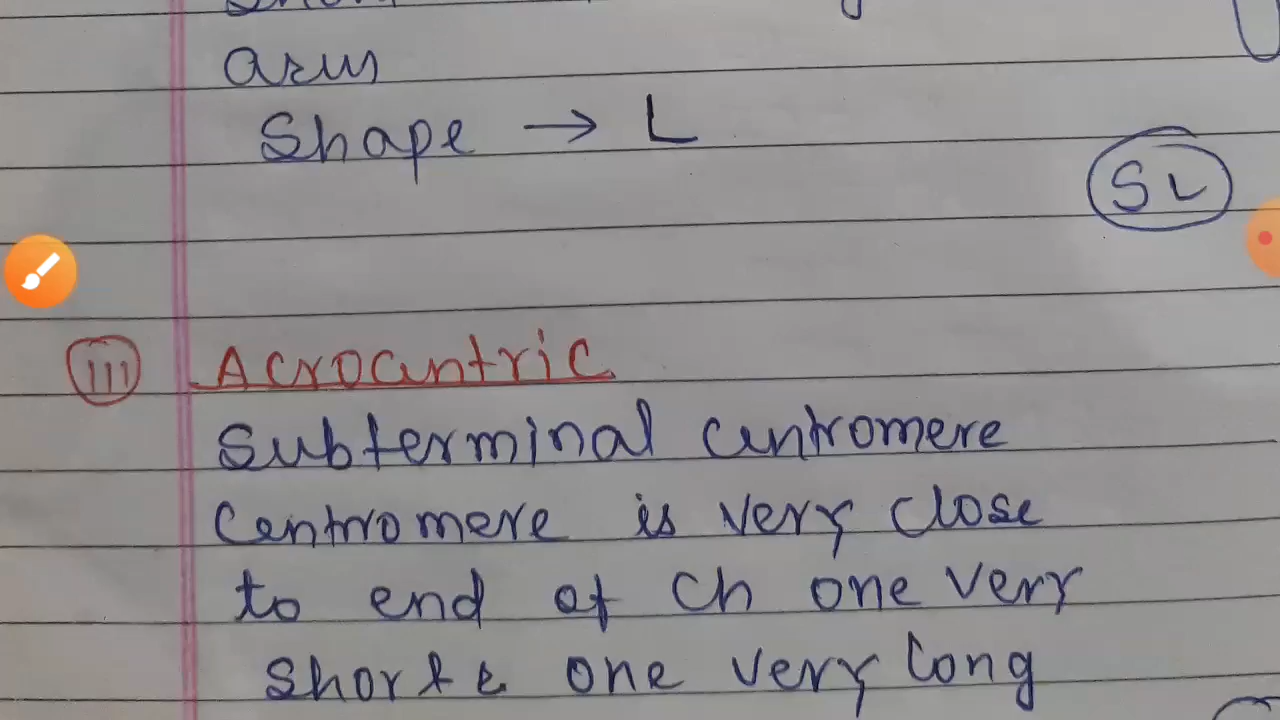 arm
Shape → L
SL
iii Acrocentric
Subterminal centromere
Centromere is very close
to end of Ch one very
short & one very long